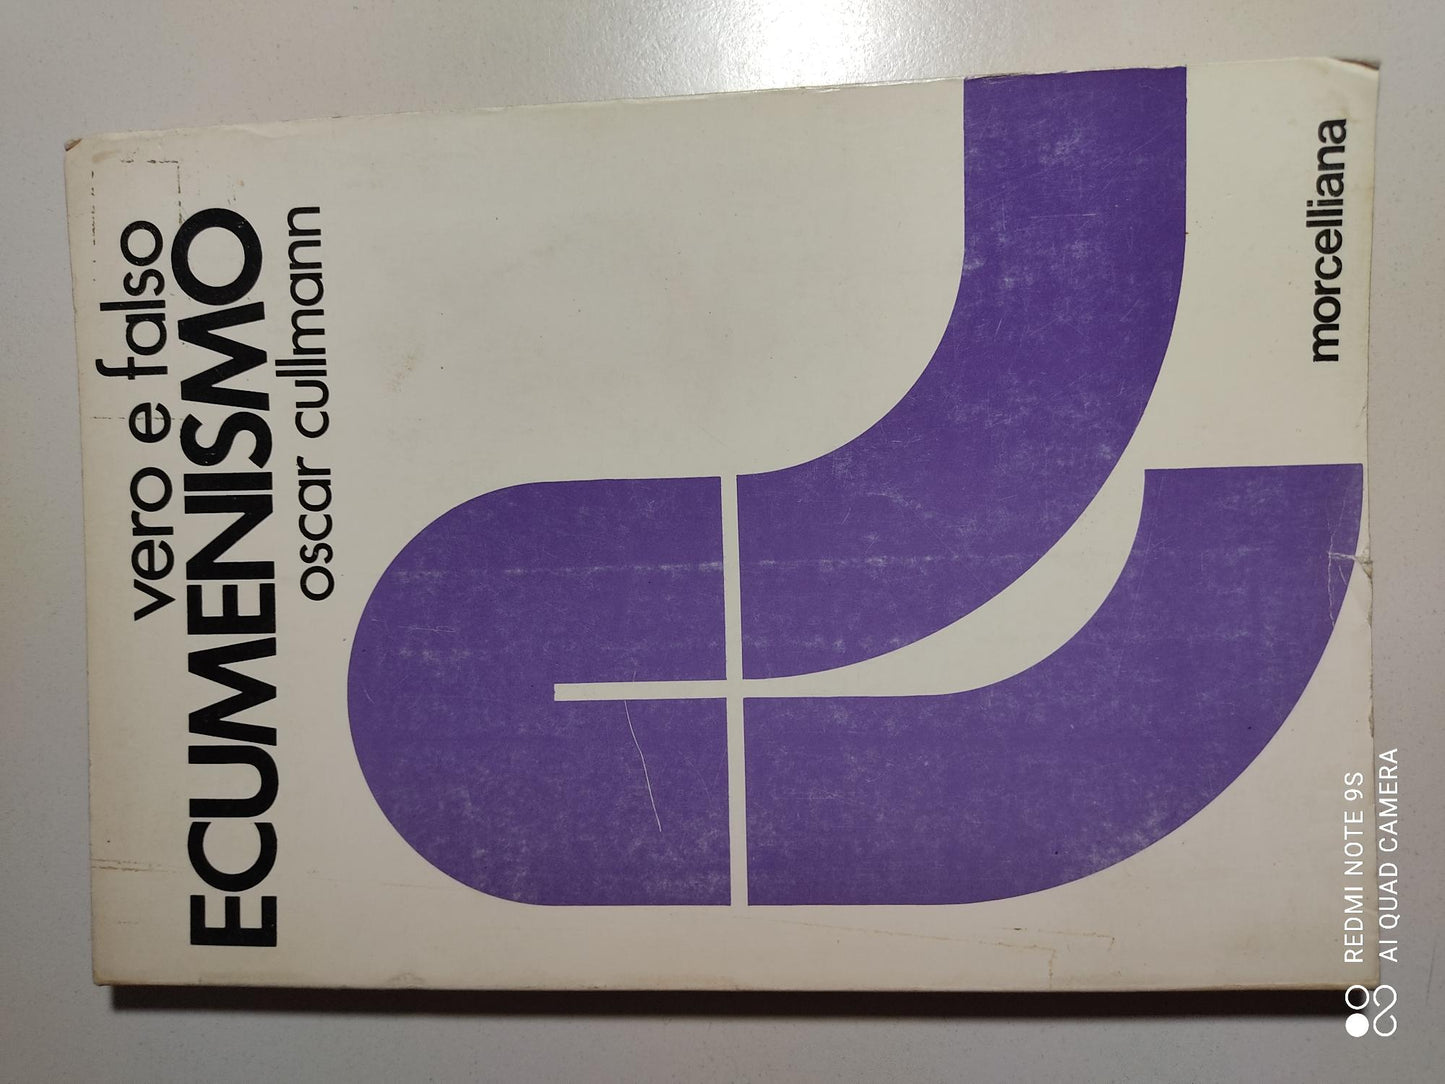 vero e falso
ECUMENISMO
oscar cullmann
morcelliana
REDMI NOTE 9S
AI QUAD CAMERA